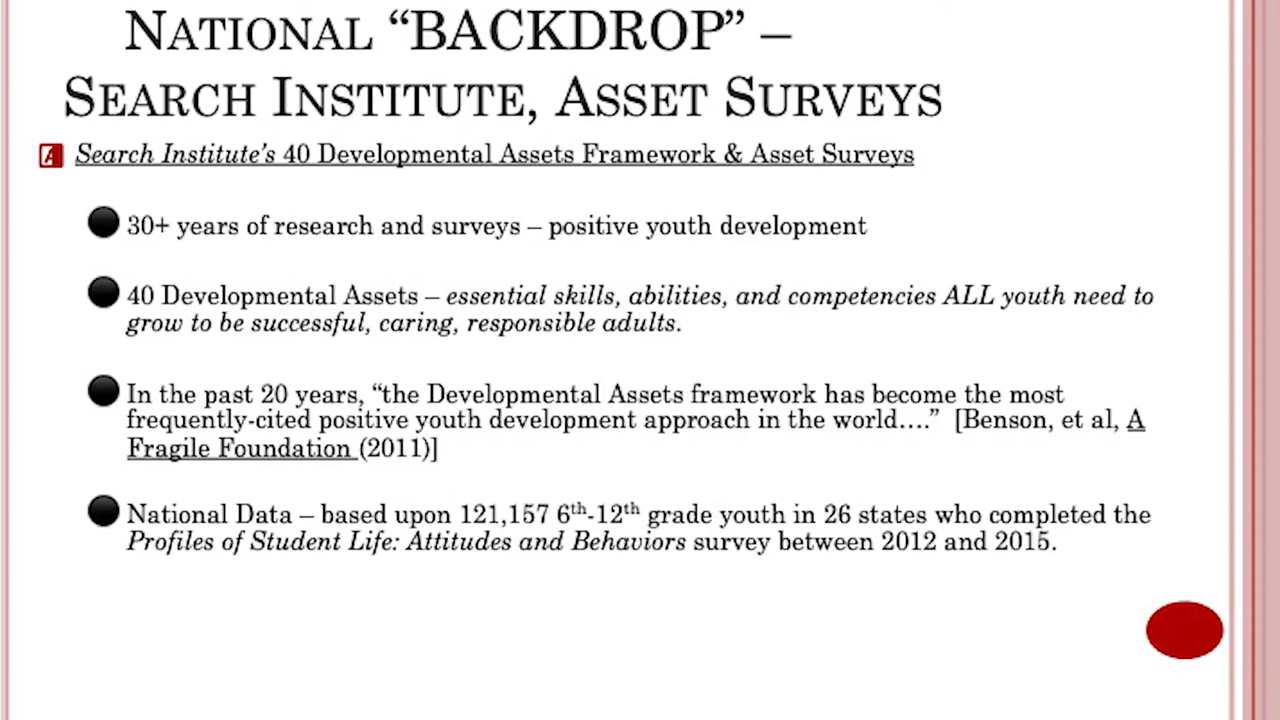 NATIONAL “BACKDROP” –
SEARCH INSTITUTE, ASSET SURVEYS
Search Institute’s 40 Developmental Assets Framework & Asset Surveys
30+ years of research and surveys – positive youth development
40 Developmental Assets – essential skills, abilities, and competencies ALL youth need to
grow to be successful, caring, responsible adults.
In the past 20 years, “the Developmental Assets framework has become the most
frequently-cited positive youth development approach in the world….” [Benson, et al, A
Fragile Foundation (2011)]
National Data – based upon 121,157 6th-12th grade youth in 26 states who completed the
Profiles of Student Life: Attitudes and Behaviors survey between 2012 and 2015.